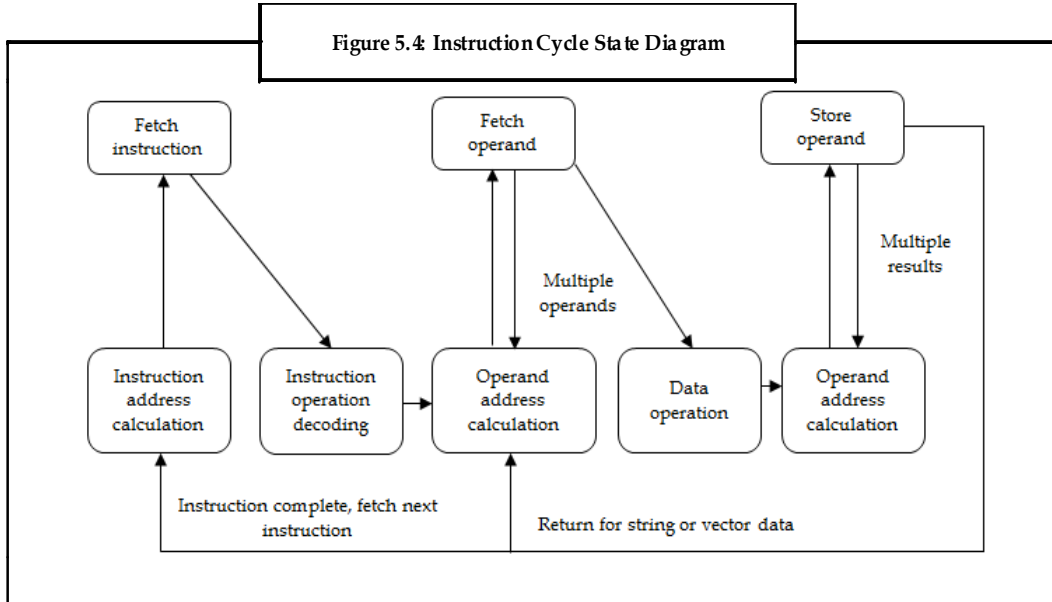 Figure 5.4: Instruction Cycle State Diagram
Fetch
instruction
Fetch
operand
Store
operand
Multiple
operands
Multiple
results
Instruction
address
calculation
Instruction
operation
decoding
Operand
address
calculation
Data
operation
Operand
address
calculation
Instruction complete, fetch next
instruction
Return for string or vector data